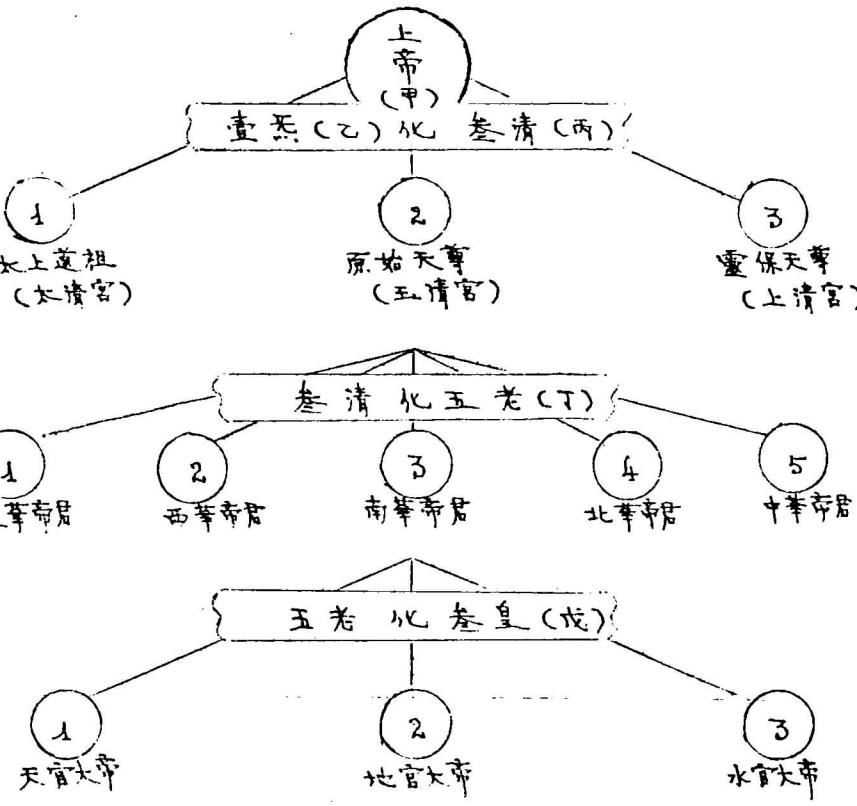 上
帝
(甲)
壹炁(乙)化 叁清(丙)
1 2 3
太上道祖 原始天尊 靈保天尊
(太清宮) (玉清宮) (上清宮)
叁清化五老(丁)
1 2 3 4 5
華帝君 西華帝君 南華帝君 北華帝君 中華帝君
五老化叁皇(戊)
1 2 3
天官大帝 地官大帝 水官大帝